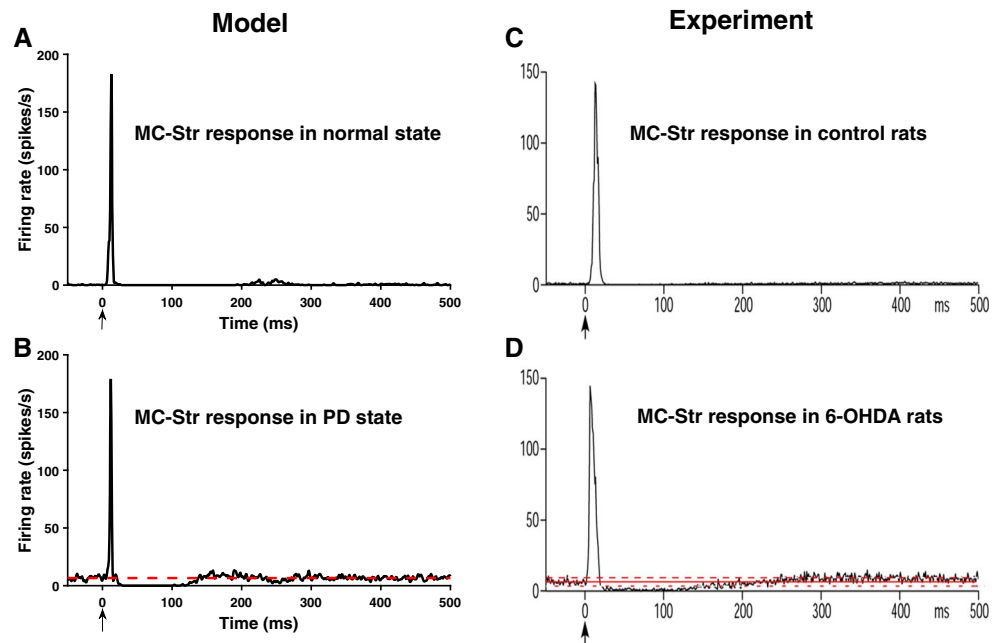 Model
Experiment
A
200
150
100
50
0
Firing rate (spikes/s)
MC-Str response in normal state
0 100 200 300 400 500
Time (ms)
C
150
100
50
0
MC-Str response in control rats
0 100 200 300 400 ms 500
B
200
150
100
50
0
Firing rate (spikes/s)
MC-Str response in PD state
0 100 200 300 400 500
Time (ms)
D
150
100
50
0
MC-Str response in 6-OHDA rats
0 100 200 300 400 ms 500